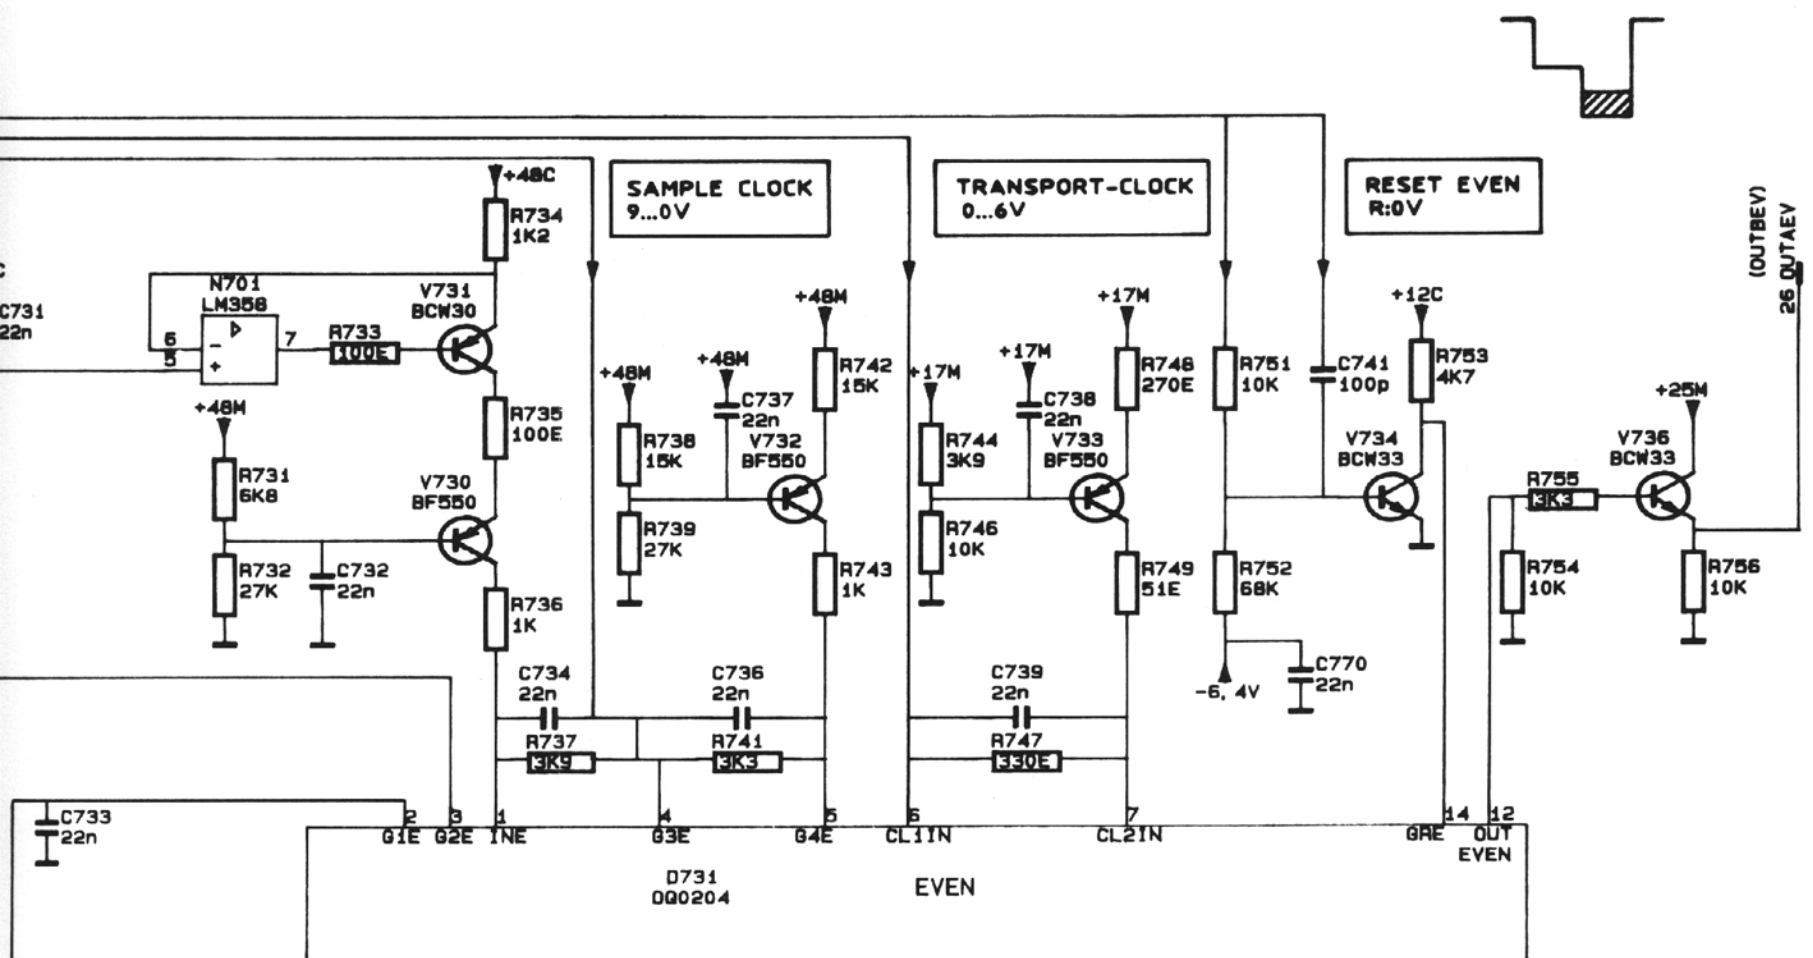 SAMPLE CLOCK
9...0V
TRANSPORT-CLOCK
0...6V
RESET EVEN
R:0V
(OUTBEV)
26 OUTAEV
+48C
R734
1K2
C
C731
22n
N701
LM358
6
5
-
+
7
R733
100E
V731
BCW30
R735
100E
+48M
R731
6K8
R732
27K
C732
22n
V730
BF550
R736
1K
+48M
R738
15K
R739
27K
+48M
C737
22n
V732
BF550
+48M
R742
15K
R743
1K
+17M
R744
3K9
R746
10K
+17M
C738
22n
V733
BF550
+17M
R748
270E
R749
51E
R751
10K
R752
68K
-6, 4V
C770
22n
C741
100p
V734
BCW33
+12C
R753
4K7
+25M
V736
BCW33
R755
3K3
R754
10K
R756
10K
C734
22n
R737
3K9
C736
22n
R741
3K3
C739
22n
R747
330E
C733
22n
2
3
1
4
5
6
7
14
12
G1E
G2E
INE
G3E
G4E
CL1IN
CL2IN
GRE
OUT
EVEN
D731
OQ0204
EVEN